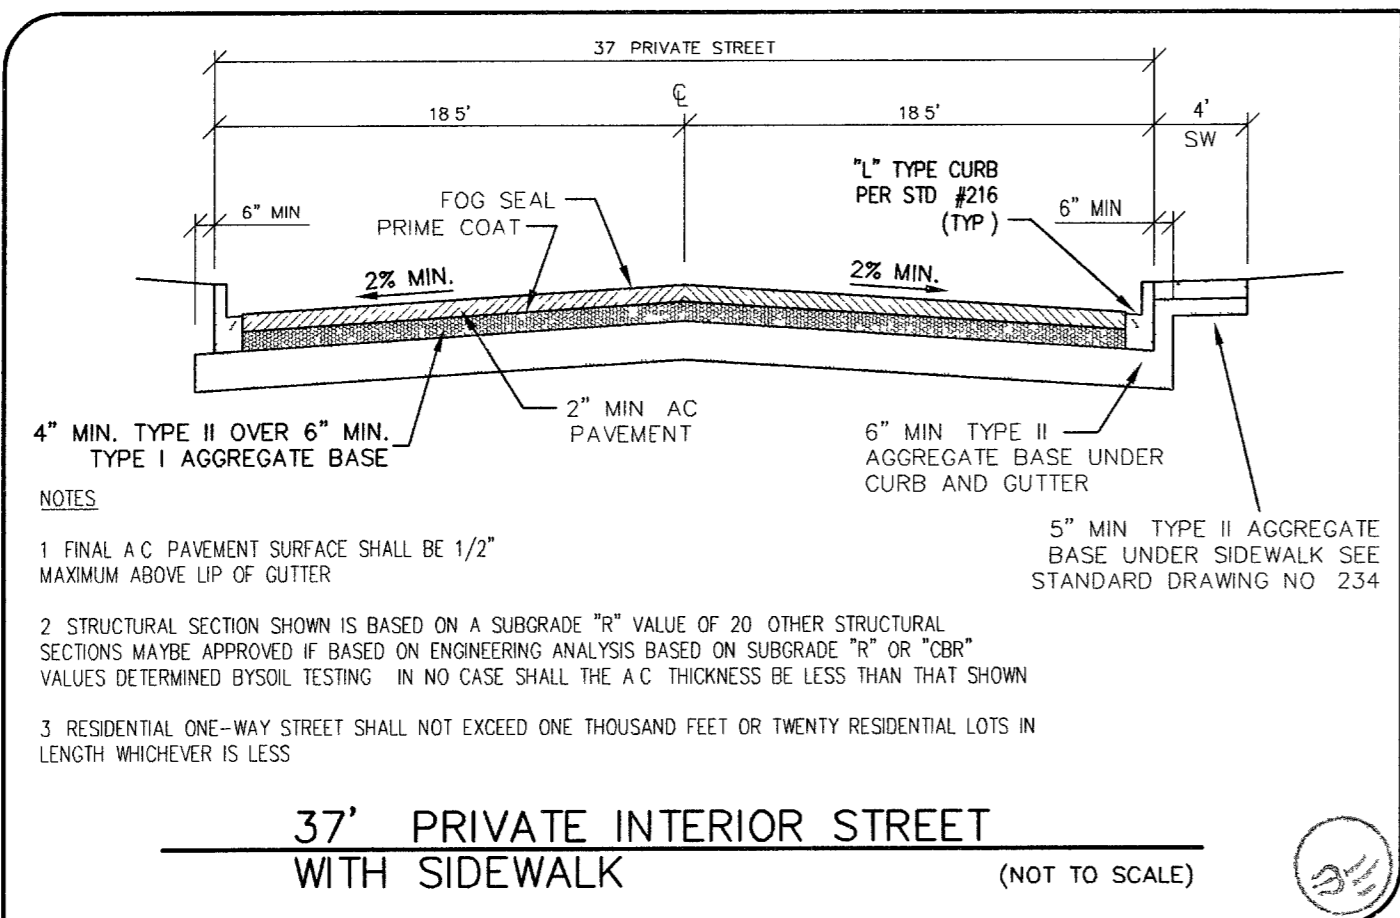 37 PRIVATE STREET
℄
18 5'
18 5'
4'
SW
"L" TYPE CURB
PER STD #216
(TYP )
FOG SEAL
PRIME COAT
6" MIN
6" MIN
2% MIN.
2% MIN.
4" MIN. TYPE II OVER 6" MIN.
TYPE I AGGREGATE BASE
2" MIN AC
PAVEMENT
6" MIN TYPE II
AGGREGATE BASE UNDER
CURB AND GUTTER
5" MIN TYPE II AGGREGATE
BASE UNDER SIDEWALK SEE
STANDARD DRAWING NO 234
NOTES
1 FINAL A C PAVEMENT SURFACE SHALL BE 1/2"
MAXIMUM ABOVE LIP OF GUTTER
2 STRUCTURAL SECTION SHOWN IS BASED ON A SUBGRADE "R" VALUE OF 20 OTHER STRUCTURAL
SECTIONS MAYBE APPROVED IF BASED ON ENGINEERING ANALYSIS BASED ON SUBGRADE "R" OR "CBR"
VALUES DETERMINED BYSOIL TESTING IN NO CASE SHALL THE A C THICKNESS BE LESS THAN THAT SHOWN
3 RESIDENTIAL ONE-WAY STREET SHALL NOT EXCEED ONE THOUSAND FEET OR TWENTY RESIDENTIAL LOTS IN
LENGTH WHICHEVER IS LESS
37' PRIVATE INTERIOR STREET
WITH SIDEWALK
(NOT TO SCALE)